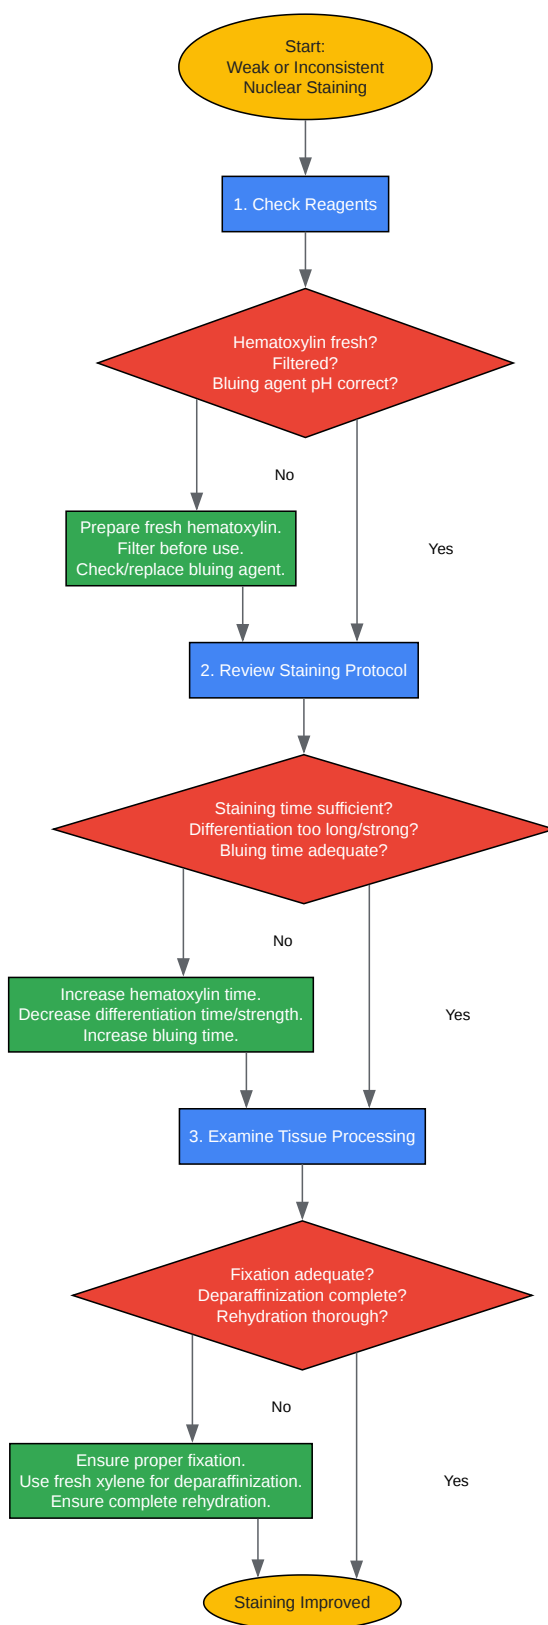 Start:
Weak or Inconsistent
Nuclear Staining
1. Check Reagents
Hematoxylin fresh?
Filtered?
Bluing agent pH correct?
No
Prepare fresh hematoxylin.
Filter before use.
Check/replace bluing agent.
Yes
2. Review Staining Protocol
Staining time sufficient?
Differentiation too long/strong?
Bluing time adequate?
No
Increase hematoxylin time.
Decrease differentiation time/strength.
Increase bluing time.
Yes
3. Examine Tissue Processing
Fixation adequate?
Deparaffinization complete?
Rehydration thorough?
No
Ensure proper fixation.
Use fresh xylene for deparaffinization.
Ensure complete rehydration.
Yes
Staining Improved